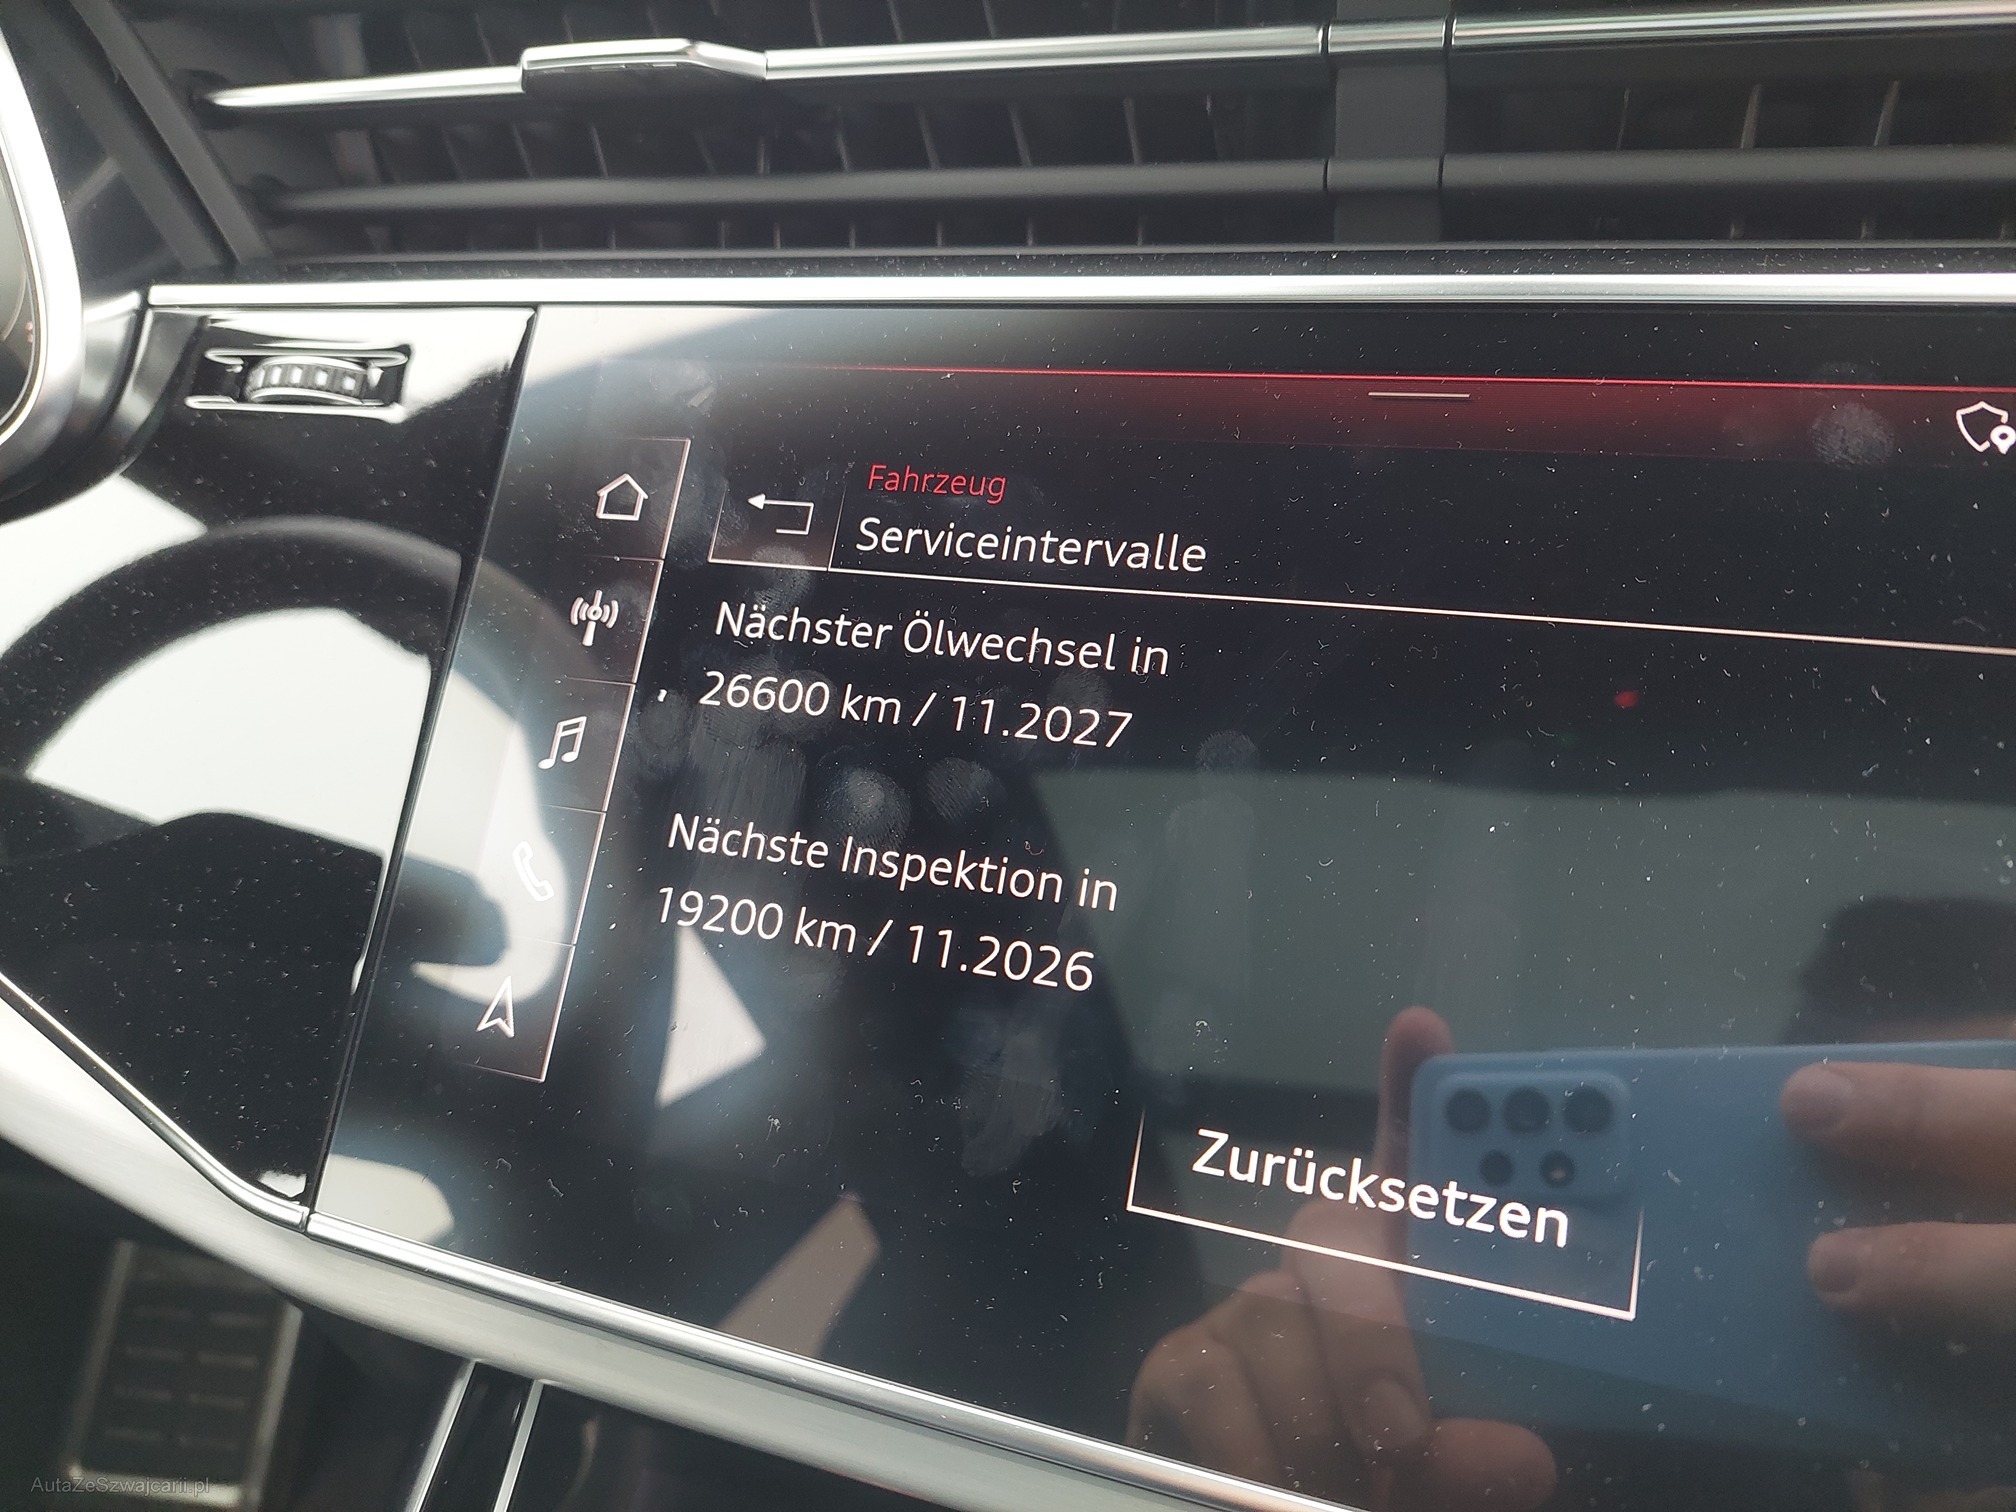 Fahrzeug
Serviceintervalle
Nächster Ölwechsel in
26600 km / 11.2027
Nächste Inspektion in
19200 km / 11.2026
Zurücksetzen
AutaZeSzwajcarii.pl